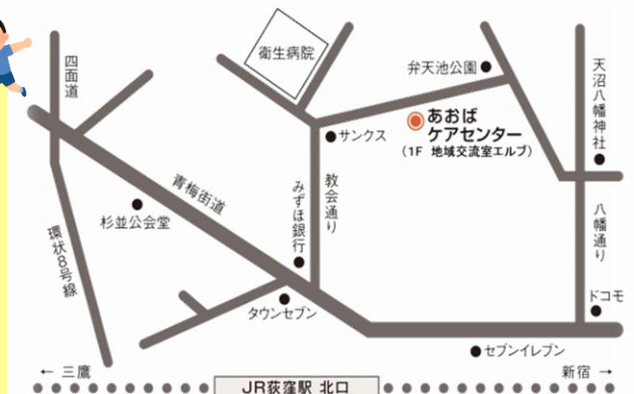 四面道
衛生病院
弁天池公園
天沼八幡神社
あおば
ケアセンター
(1F 地域交流室エルブ)
サンクス
青梅街道
みずほ銀行
教会通り
杉並公会堂
八幡通り
環状8号線
タウンセブン
ドコモ
セブンイレブン
← 三鷹
新宿 →
JR荻窪駅 北口